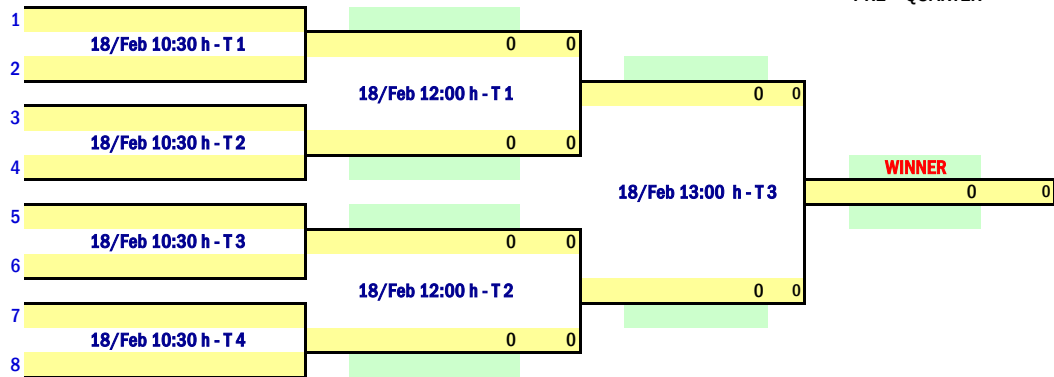 1
18/Feb 10:30 h - T 1
0 0
2
18/Feb 12:00 h - T 1
0 0
3
18/Feb 10:30 h - T 2
0 0
4
WINNER
18/Feb 13:00 h - T 3
0 0
5
18/Feb 10:30 h - T 3
0 0
6
18/Feb 12:00 h - T 2
0 0
7
18/Feb 10:30 h - T 4
0 0
8